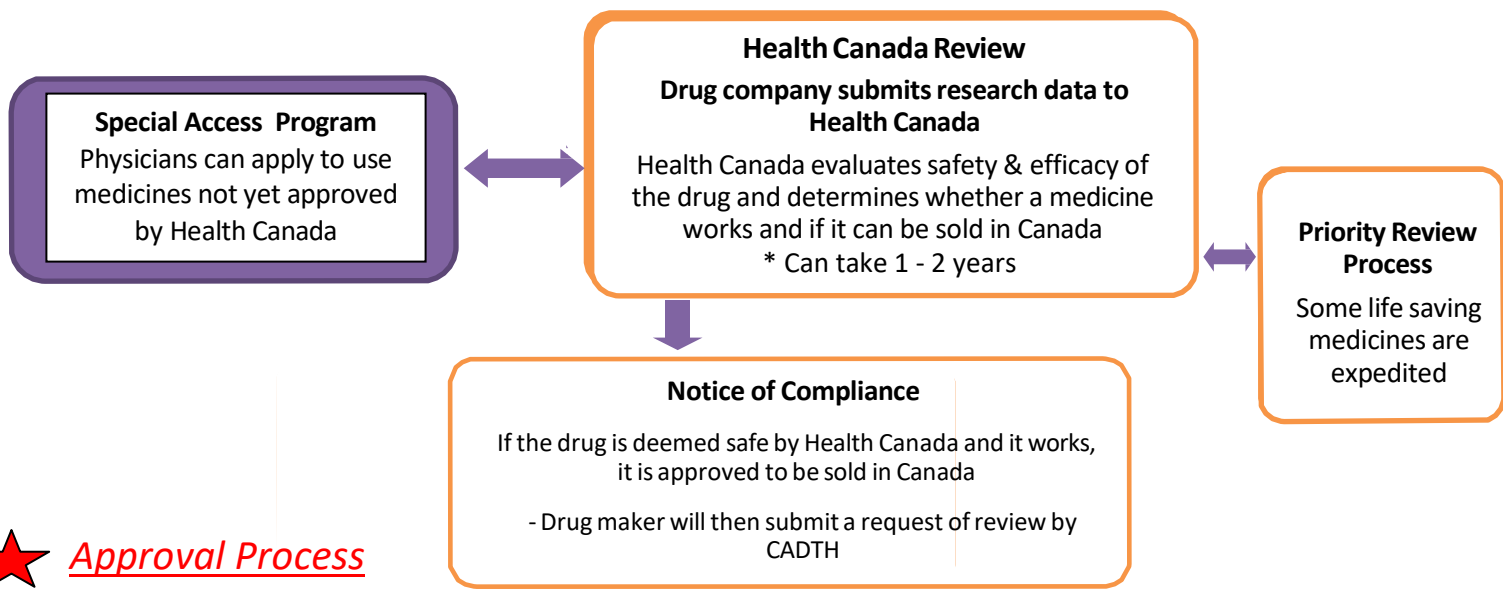 Health Canada Review
Drug company submits research data to
Health Canada
Health Canada evaluates safety & efficacy of
the drug and determines whether a medicine
works and if it can be sold in Canada
* Can take 1 - 2 years
Special Access Program
Physicians can apply to use
medicines not yet approved
by Health Canada
Priority Review
Process
Some life saving
medicines are
expedited
Notice of Compliance
If the drug is deemed safe by Health Canada and it works,
it is approved to be sold in Canada
- Drug maker will then submit a request of review by
CADTH
Approval Process